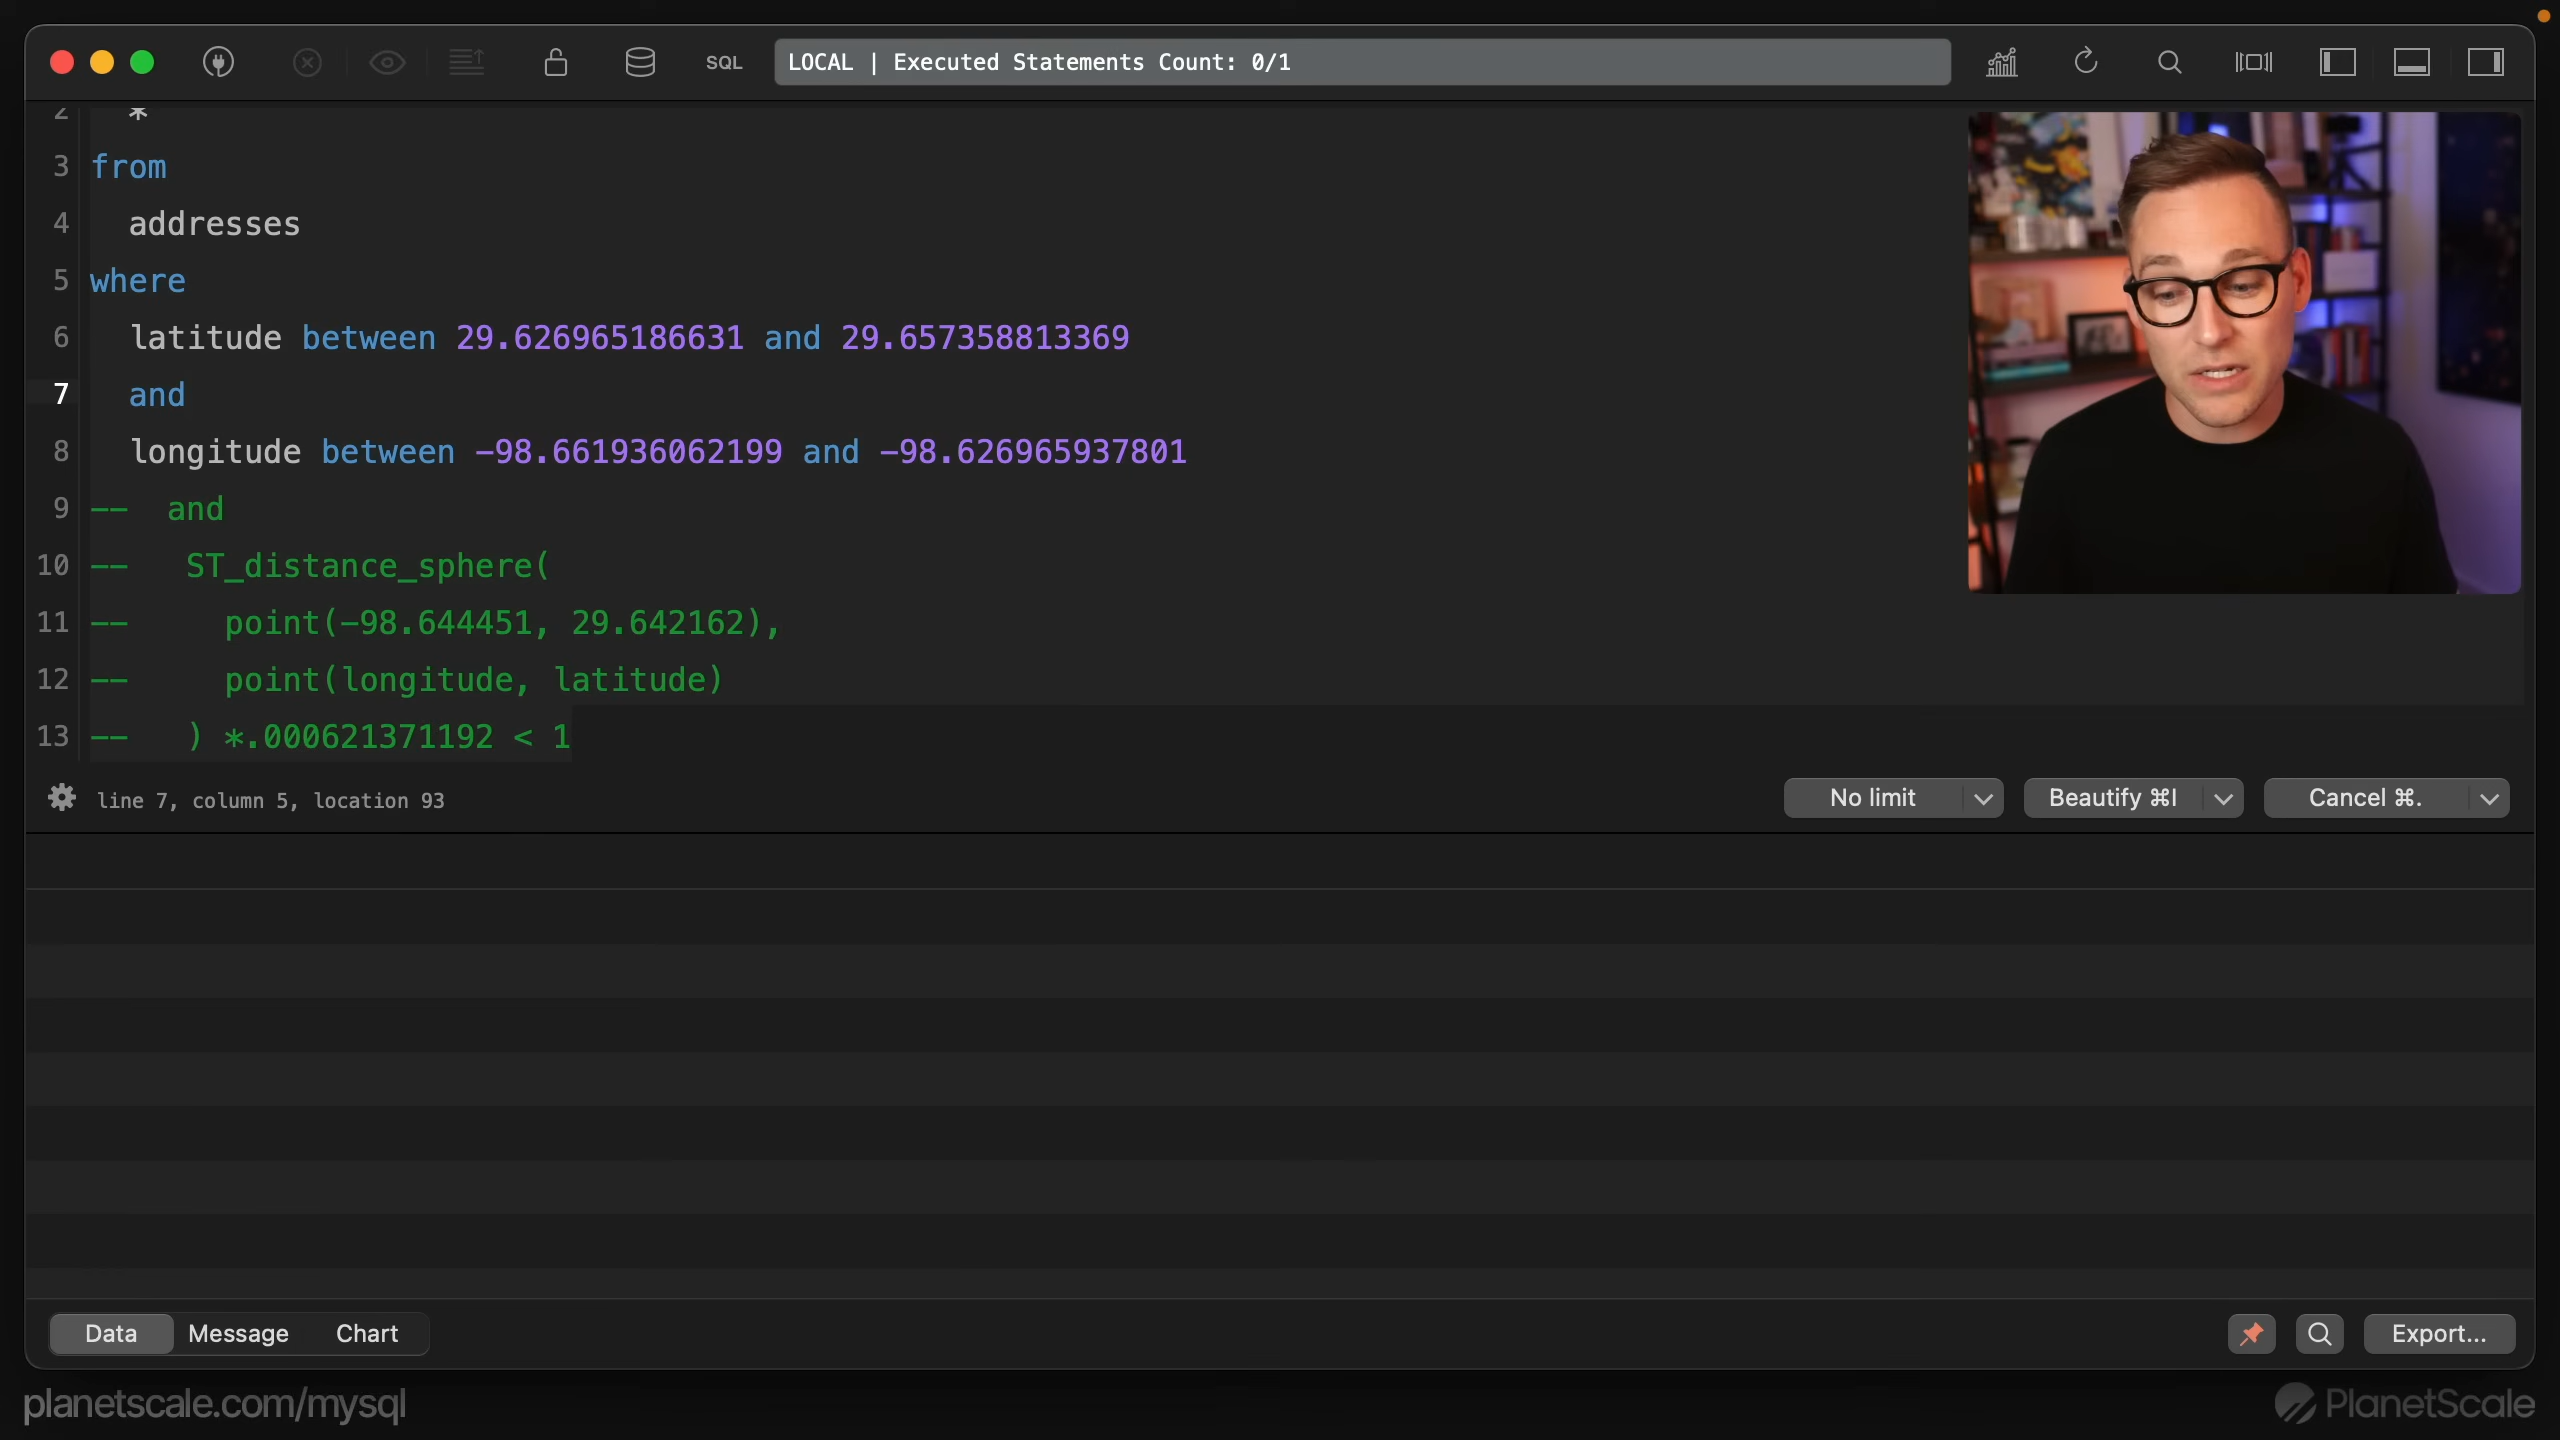 SQL
LOCAL | Executed Statements Count: 0/1
2 *
3 from
4 addresses
5 where
6 latitude between 29.626965186631 and 29.657358813369
7 and
8 longitude between -98.661936062199 and -98.626965937801
9 -- and
10 -- ST_distance_sphere(
11 -- point(-98.644451, 29.642162),
12 -- point(longitude, latitude)
13 -- ) *.000621371192 < 1
line 7, column 5, location 93
No limit
Beautify ⌘I
Cancel ⌘.
Data
Message
Chart
Export...
planetscale.com/mysql
PlanetScale